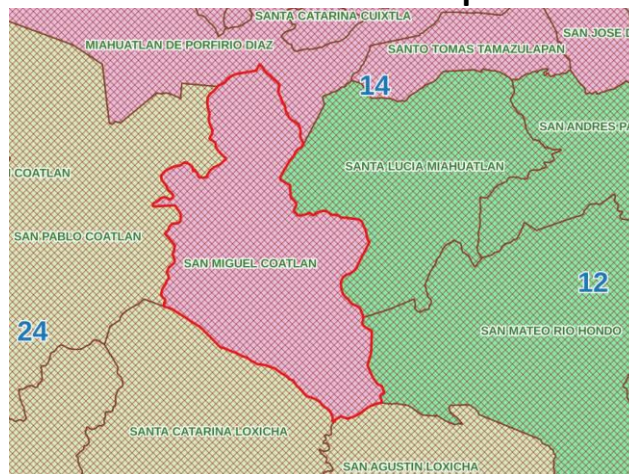 SANTA CATARINA CUIXTLA
MIAHUATLAN DE PORFIRIO DIAZ
SANTO TOMAS TAMAZULAPAN
SAN JOSE D
14
SAN ANDRES PA
SANTA LUCIA MIAHUATLAN
COATLAN
SAN PABLO COATLAN
SAN MIGUEL COATLAN
12
24
SAN MATEO RIO HONDO
SANTA CATARINA LOXICHA
SAN AGUSTIN LOXICHA